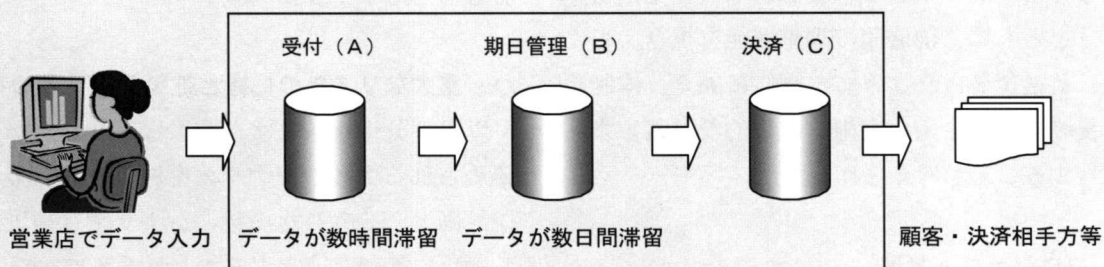 受付（A）
期日管理（B）
決済（C）
営業店でデータ入力
データが数時間滞留
データが数日間滞留
顧客・決済相手方等